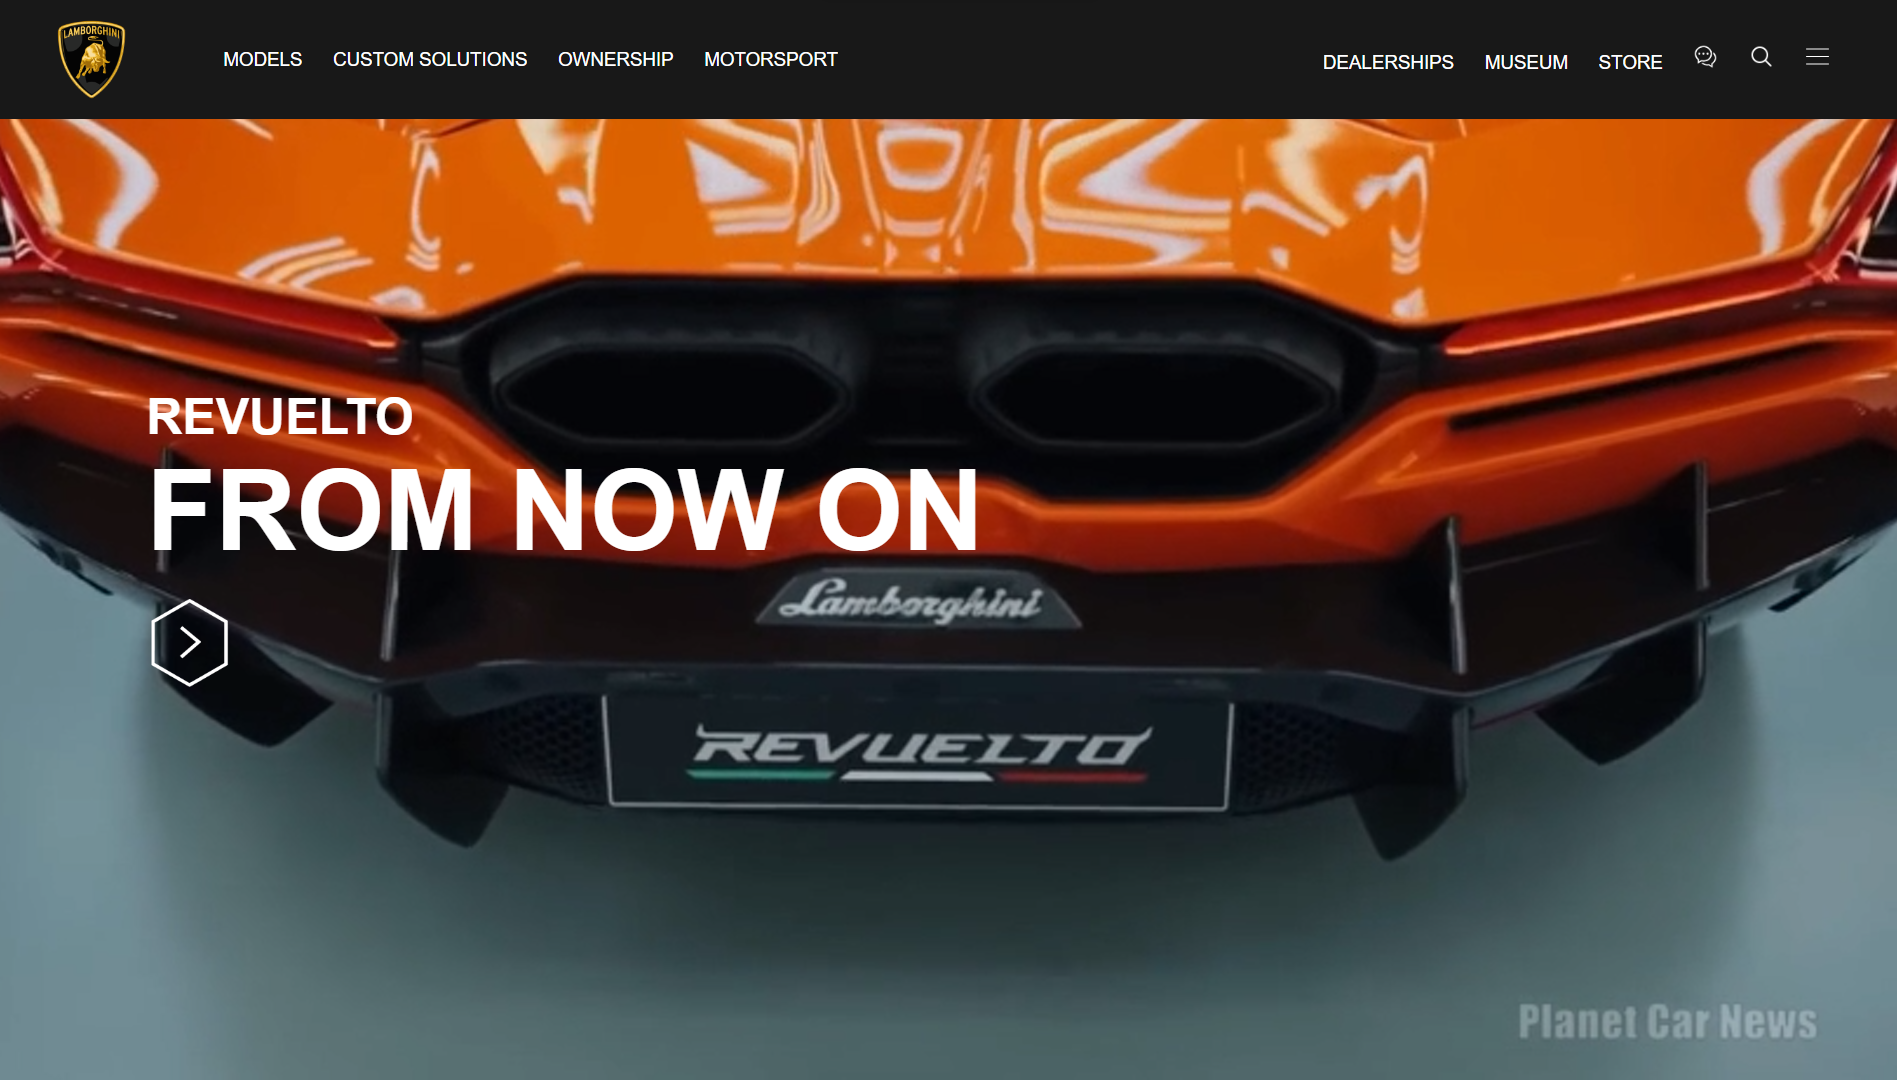 LAMBORGHINI
MODELS CUSTOM SOLUTIONS OWNERSHIP MOTORSPORT
DEALERSHIPS MUSEUM STORE
REVUELTO
FROM NOW ON
Lamborghini
REVUELTO
Planet Car News